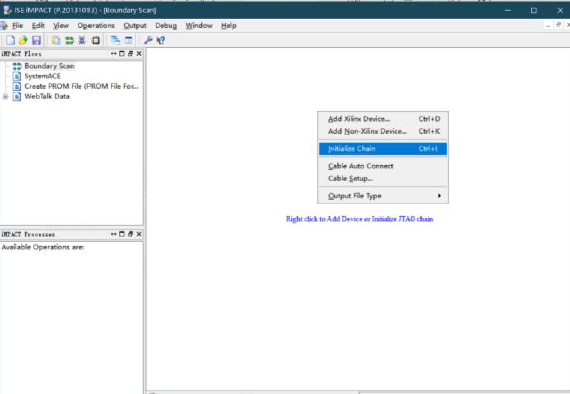 ISE iMPACT (P.20131013) - [Boundary Scan]
File Edit View Operations Output Debug Window Help
iMPACT Flows
Boundary Scan
SystemACE
Create PROM File (PROM File For...
WebTalk Data
Add Xilinx Device... Ctrl+D
Add Non-Xilinx Device... Ctrl+K
Initialize Chain Ctrl+I
Cable Auto Connect
Cable Setup...
Output File Type
Right click to Add Device or Initialize JTAG chain
iMPACT Processes
Available Operations are: